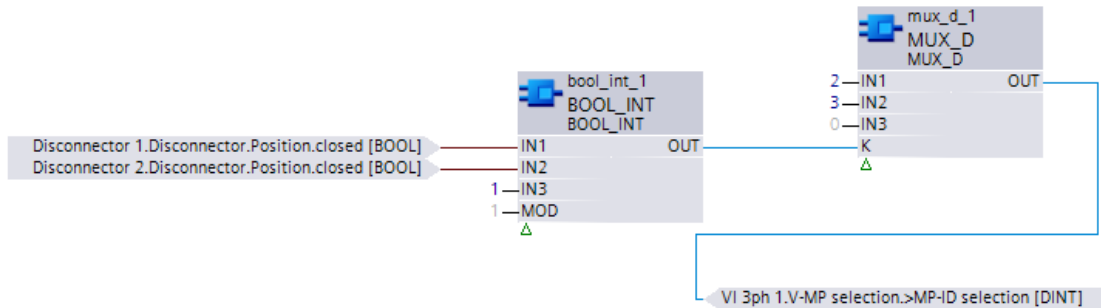 mux_d_1
MUX_D
MUX_D
2 IN1 OUT
3 IN2
0 IN3
K
bool_int_1
BOOL_INT
BOOL_INT
Disconnector 1.Disconnector.Position.closed [BOOL] IN1 OUT
Disconnector 2.Disconnector.Position.closed [BOOL] IN2
1 IN3
1 MOD
VI 3ph 1.V-MP selection.>MP-ID selection [DINT]